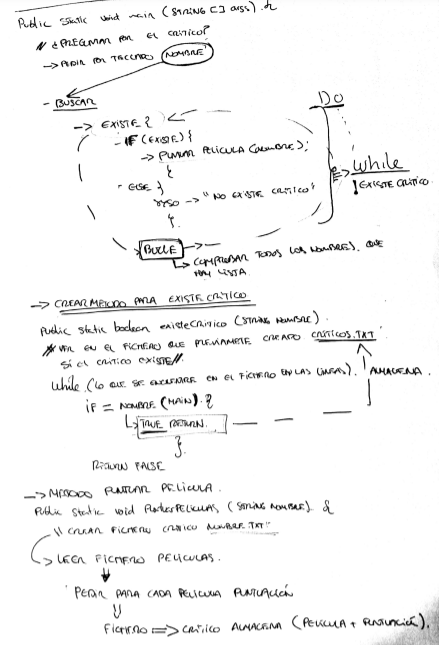 Public static void main (STRING [] args). {
// ¿PREGUNTAR POR EL CRITICO?
-> PEDIR POR TECLADO NOMBRE
- BUSCAR
DO
-> EXISTE {
- IF (EXISTE) {
-> PUNTUAR PELICULA (NOMBRE);
}
ELSE }
-> "NO EXISTE CRITICO"
}.
while
! EXISTE CRITICO
BUCLE ->
-> COMPROBAR TODOS LOS NOMBRES. QUE
HAY LISTA
-> CREAR METODO PARA EXISTE CRITICO
Public static boolean existeCritico (STRING NOMBRE).
// VER EN EL FICHERO QUE PREVIAMETE CREADO CRITICOS.TXT
SI EL CRITICO EXISTE //.
While. (LO QUE SE ENCUENTRE EN EL FICHERO EN LAS LINEAS). ALMACENA.
IF = NOMBRE (MAIN). {
TRUE RETURN.
}.
RETURN FALSE
-> METODO PUNTUAR PELICULA.
Public static void PuntuarPELICULAS (STRING NOMBRE). {
// CREAR FICHERO CRITICO NOMBRE.TXT"
-> LEER FICHERO PELICULAS.
PEDIR PARA CADA PELICULA PUNTUACIÓN
FICHERO => CRITICO ALMACENA (PELICULA + PUNTUACIÓN).